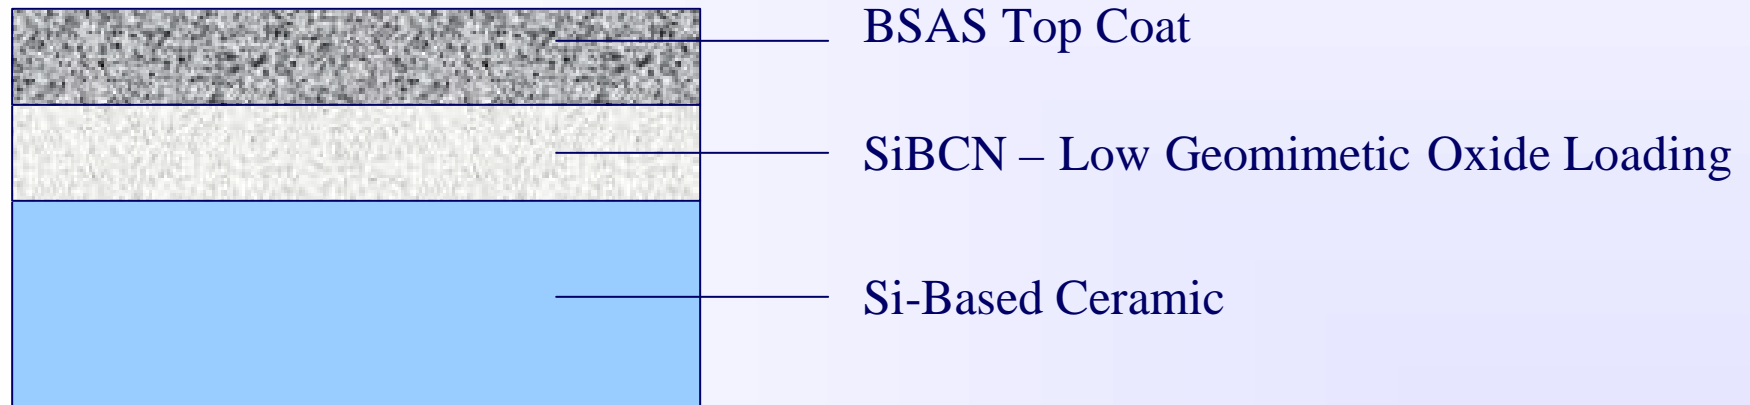 BSAS Top Coat
SiBCN – Low Geomimetic Oxide Loading
Si-Based Ceramic